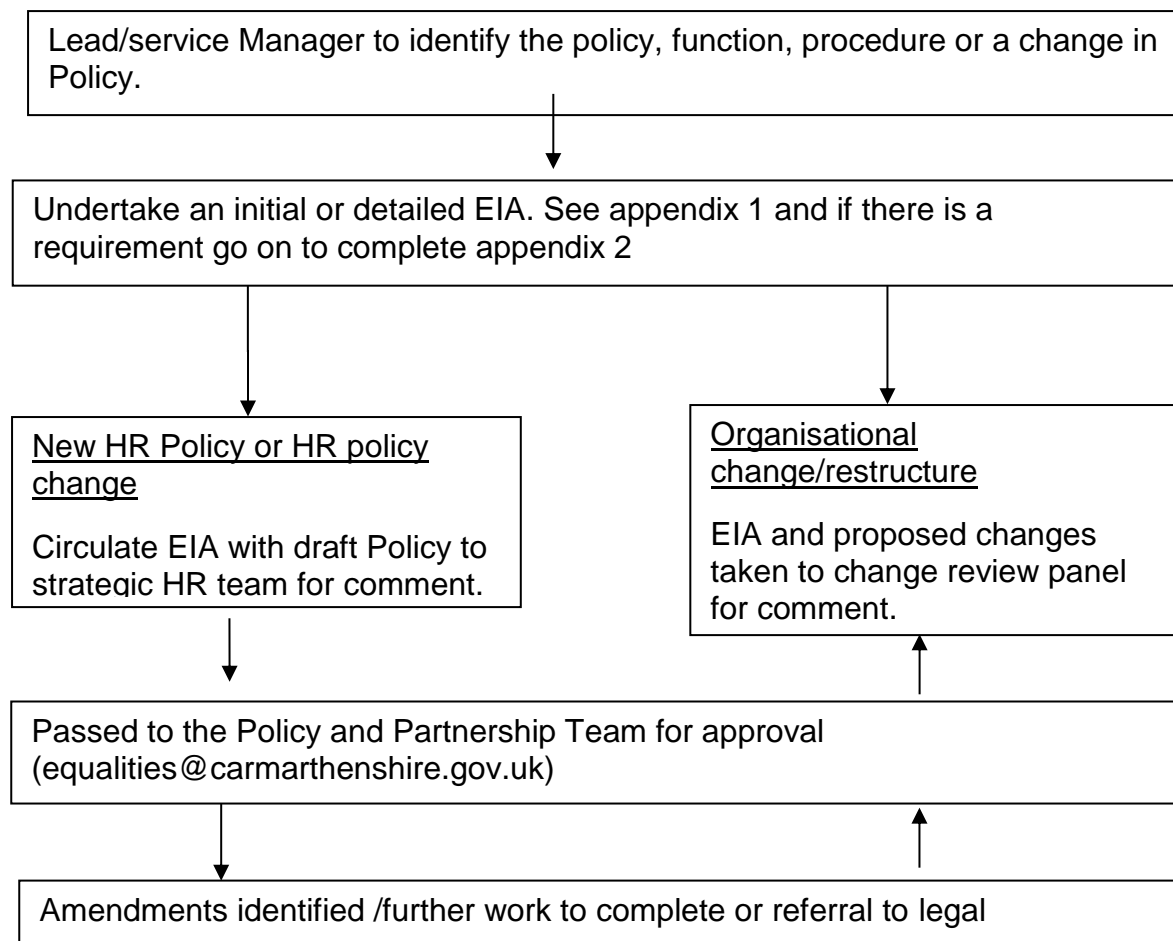 Lead/service Manager to identify the policy, function, procedure or a change in
Policy.
Undertake an initial or detailed EIA. See appendix 1 and if there is a
requirement go on to complete appendix 2
New HR Policy or HR policy
change
Circulate EIA with draft Policy to
strategic HR team for comment.
Organisational
change/restructure
EIA and proposed changes
taken to change review panel
for comment.
Passed to the Policy and Partnership Team for approval
(equalities@carmarthenshire.gov.uk)
Amendments identified /further work to complete or referral to legal